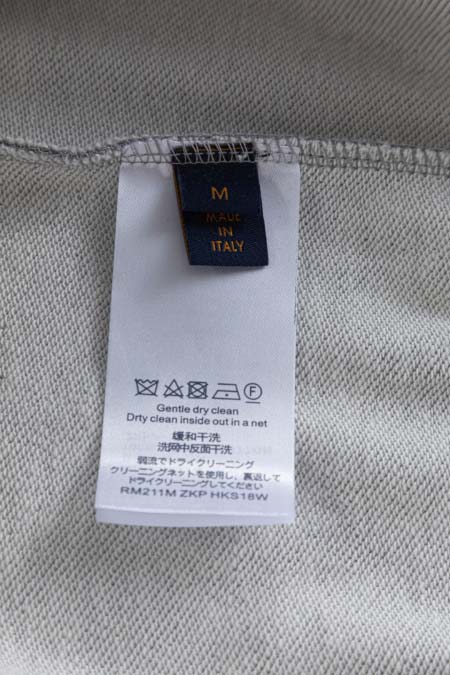 M
MADE
IN
ITALY
F
Gentle dry clean
Drty clean inside out in a net
缓和干洗
洗网中反面干洗
弱流でドライクリーニング
クリーニングネットを使用し、裏返して
ドライクリーニングしてください
RM211M ZKP HKS18W